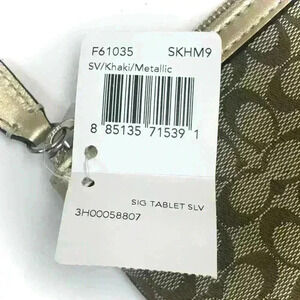 F61035 SKHM9
SV/Khaki/Metallic
8 85135 71539 1
SIG TABLET SLV
3H00058807